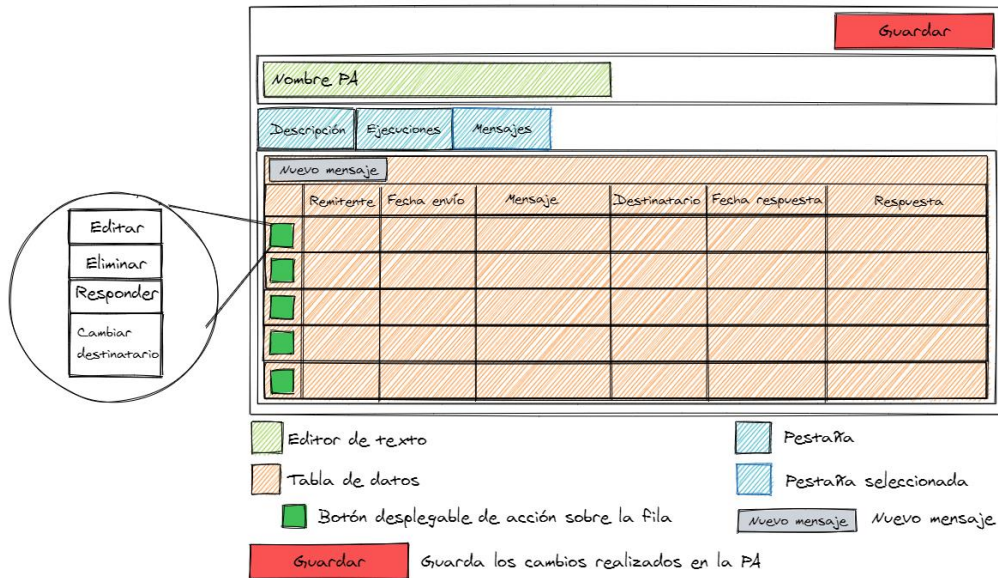 Guardar
Nombre PA
Descripción
Ejecuciones
Mensajes
Nuevo mensaje
Remitente
Fecha envío
Mensaje
Destinatario
Fecha respuesta
Respuesta
Editar
Eliminar
Responder
Cambiar
destinatario
Editor de texto
Pestaña
Tabla de datos
Pestaña seleccionada
Botón desplegable de acción sobre la fila
Nuevo mensaje
Nuevo mensaje
Guardar
Guarda los cambios realizados en la PA